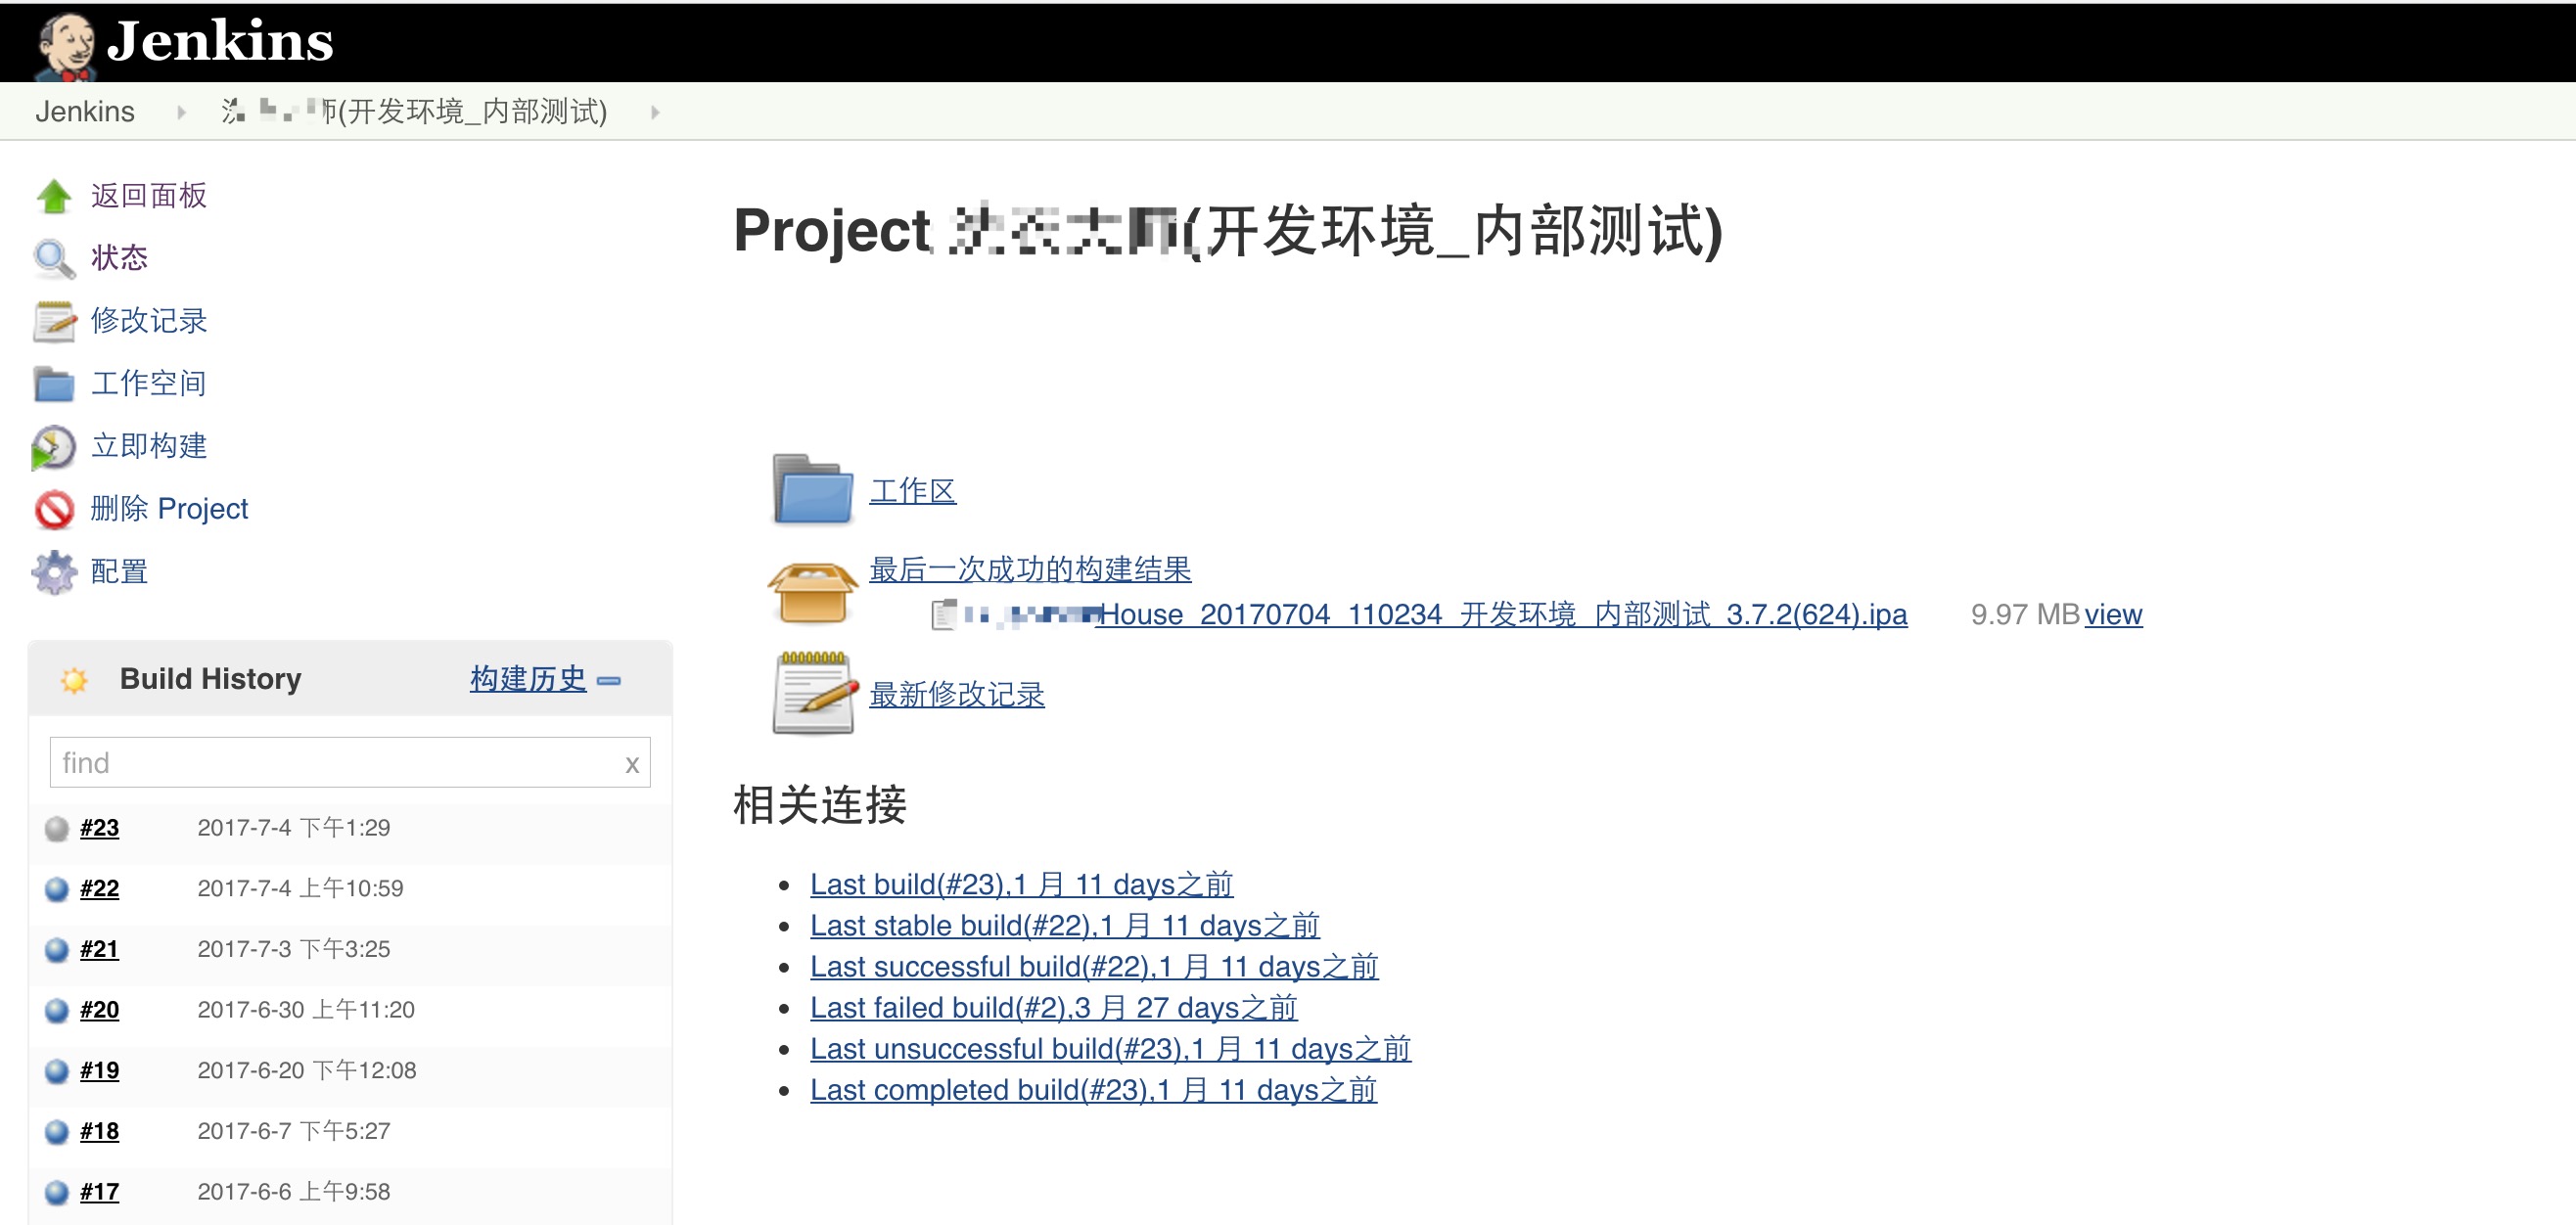 Jenkins
Jenkins (开发环境_内部测试)
返回面板
状态
修改记录
工作空间
立即构建
删除 Project
配置
Build History 构建历史
find x
#23 2017-7-4 下午1:29
#22 2017-7-4 上午10:59
#21 2017-7-3 下午3:25
#20 2017-6-30 上午11:20
#19 2017-6-20 下午12:08
#18 2017-6-7 下午5:27
#17 2017-6-6 上午9:58
Project (开发环境_内部测试)
工作区
最后一次成功的构建结果
House_20170704_110234_开发环境_内部测试_3.7.2(624).ipa 9.97 MB view
最新修改记录
相关连接
Last build(#23),1 月 11 days之前
Last stable build(#22),1 月 11 days之前
Last successful build(#22),1 月 11 days之前
Last failed build(#2),3 月 27 days之前
Last unsuccessful build(#23),1 月 11 days之前
Last completed build(#23),1 月 11 days之前